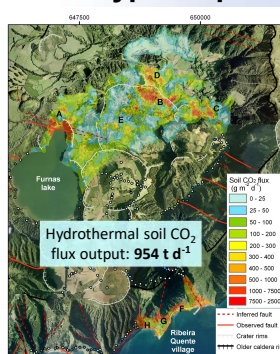 647500
650000
D
A
B
C
E
Furnas
lake
Soil CO₂ flux
(g m⁻² d⁻¹)
0 - 25
25 - 50
50 - 100
100 - 200
200 - 300
300 - 400
400 - 500
500 - 1000
1000 - 7500
7500 - 2500
Hydrothermal soil CO₂
flux output: 954 t d⁻¹
Inferred fault
Observed fault
Crater rims
Older caldera ri
F
G
H
Ribeira
Quente
village